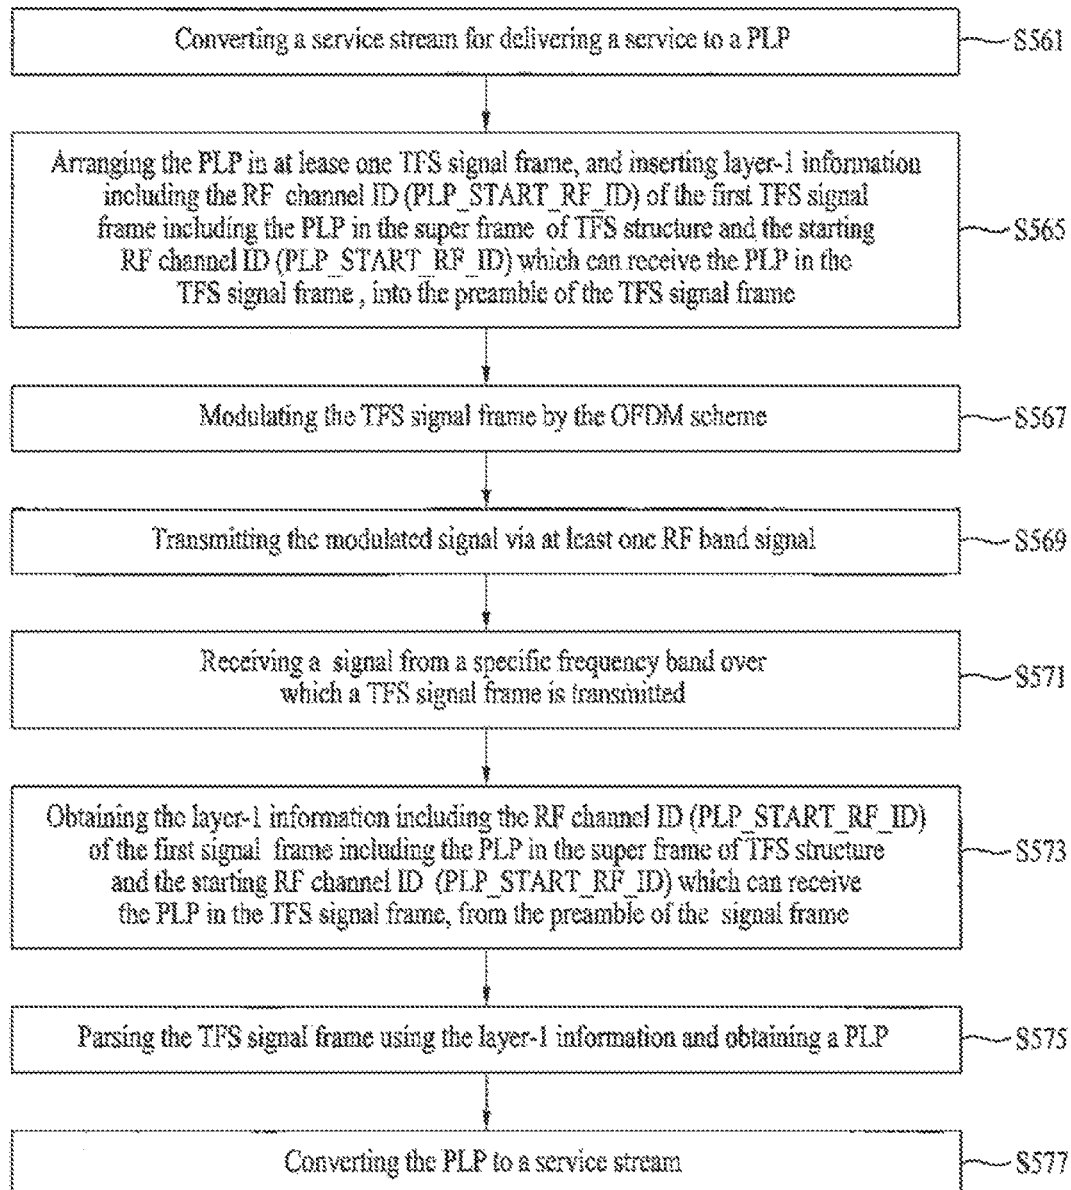 Converting a service stream for delivering a service to a PLP
S561
Arranging the PLP in at lease one TFS signal frame, and inserting layer-1 information
including the RF channel ID (PLP_START_RF_ID) of the first TFS signal
frame including the PLP in the super frame of TFS structure and the starting
RF channel ID (PLP_START_RF_ID) which can receive the PLP in the
TFS signal frame , into the preamble of the TFS signal frame
S565
Modulating the TFS signal frame by the OFDM scheme
S567
Transmitting the modulated signal via at least one RF band signal
S569
Receiving a signal from a specific frequency band over
which a TFS signal frame is transmitted
S571
Obtaining the layer-1 information including the RF channel ID (PLP_START_RF_ID)
of the first signal frame including the PLP in the super frame of TFS structure
and the starting RF channel ID (PLP_START_RF_ID) which can receive
the PLP in the TFS signal frame, from the preamble of the signal frame
S573
Parsing the TFS signal frame using the layer-1 information and obtaining a PLP
S575
Converting the PLP to a service stream
S577